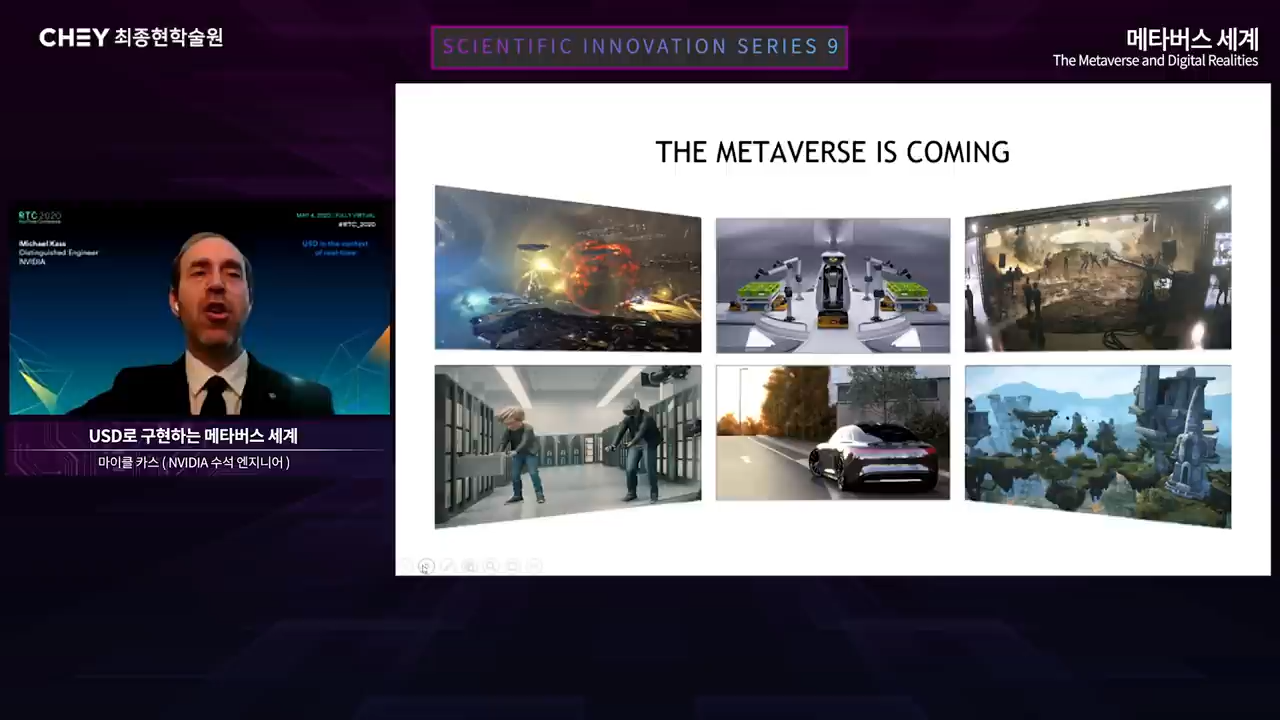 CHEY 최종현학술원
SCIENTIFIC INNOVATION SERIES 9
메타버스 세계
The Metaverse and Digital Realities
THE METAVERSE IS COMING
RTC 2020
MAY 4, 2020 | FULLY VIRTUAL
#RTC_2020
Michael Kass
Distinguished Engineer
NVIDIA
USD in the context
of real-time
USD로 구현하는 메타버스 세계
마이클 카스 ( NVIDIA 수석 엔지니어 )